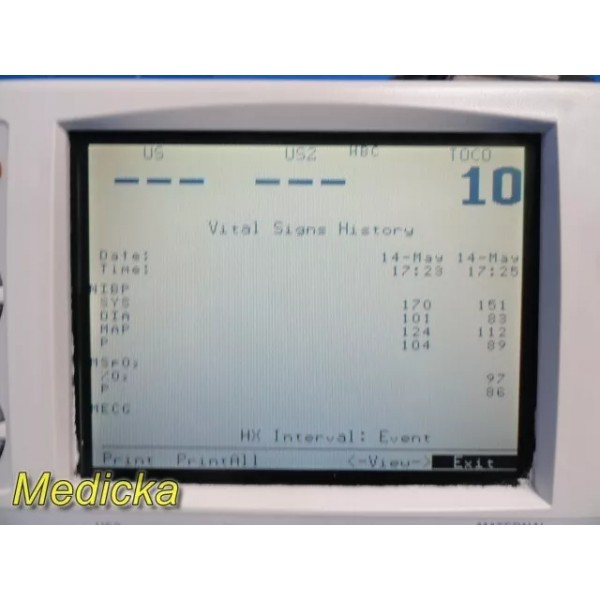 US US2 HBC TOCO
--- --- 10
Vital Signs History
Date: 14-May 14-May
Time: 17:23 17:25
NIBP
SYS 170 151
DIA 101 83
MAP 124 112
P 104 89
MSpO2
%O2 97
P 86
MECG
HX Interval: Event
Print PrintAll <-View-> Exit
Medicka
US2 MATERNAL